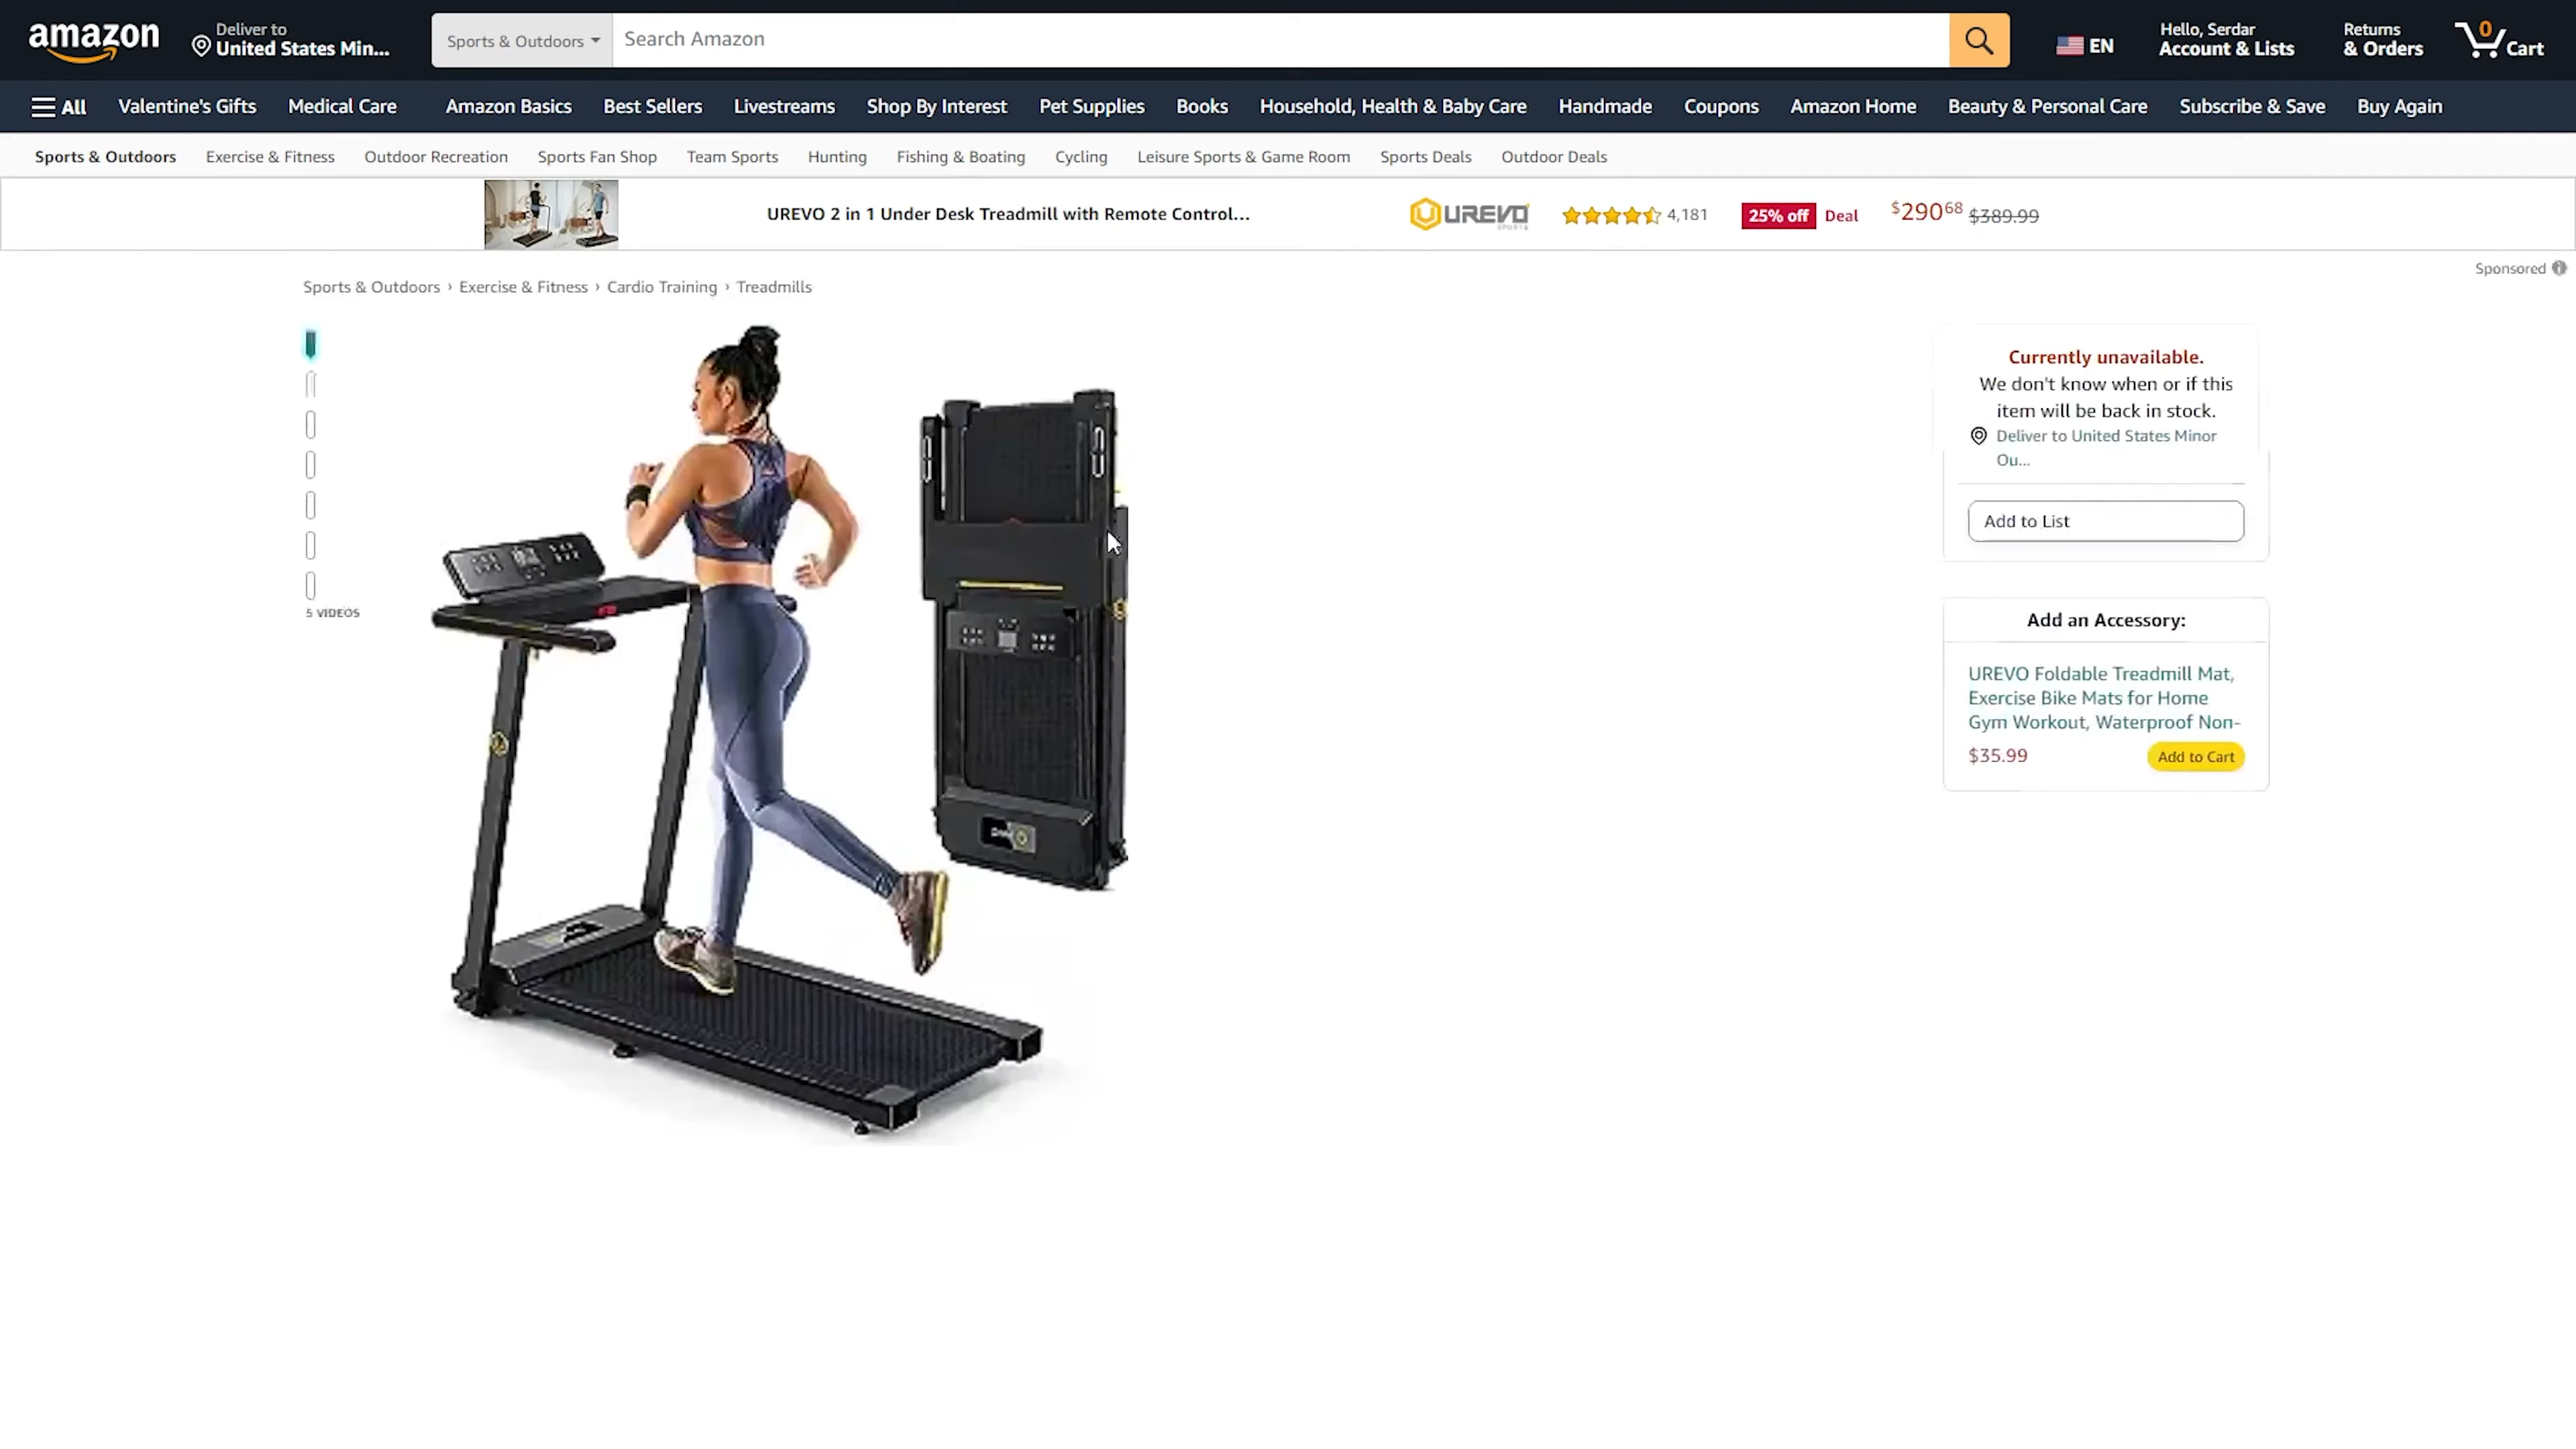 amazon
Deliver to
United States Min...
Sports & Outdoors
Search Amazon
EN
Hello, Serdar
Account & Lists
Returns
& Orders
0
Cart
All
Valentine's Gifts
Medical Care
Amazon Basics
Best Sellers
Livestreams
Shop By Interest
Pet Supplies
Books
Household, Health & Baby Care
Handmade
Coupons
Amazon Home
Beauty & Personal Care
Subscribe & Save
Buy Again
Sports & Outdoors
Exercise & Fitness
Outdoor Recreation
Sports Fan Shop
Team Sports
Hunting
Fishing & Boating
Cycling
Leisure Sports & Game Room
Sports Deals
Outdoor Deals
UREVO 2 in 1 Under Desk Treadmill with Remote Control...
UREVO
SPORTS
4,181
25% off
Deal
$290 68
$389.99
Sponsored
Sports & Outdoors › Exercise & Fitness › Cardio Training › Treadmills
5 VIDEOS
Currently unavailable.
We don't know when or if this
item will be back in stock.
Deliver to United States Minor
Ou...
Add to List
Add an Accessory:
UREVO Foldable Treadmill Mat,
Exercise Bike Mats for Home
Gym Workout, Waterproof Non-
$35.99
Add to Cart